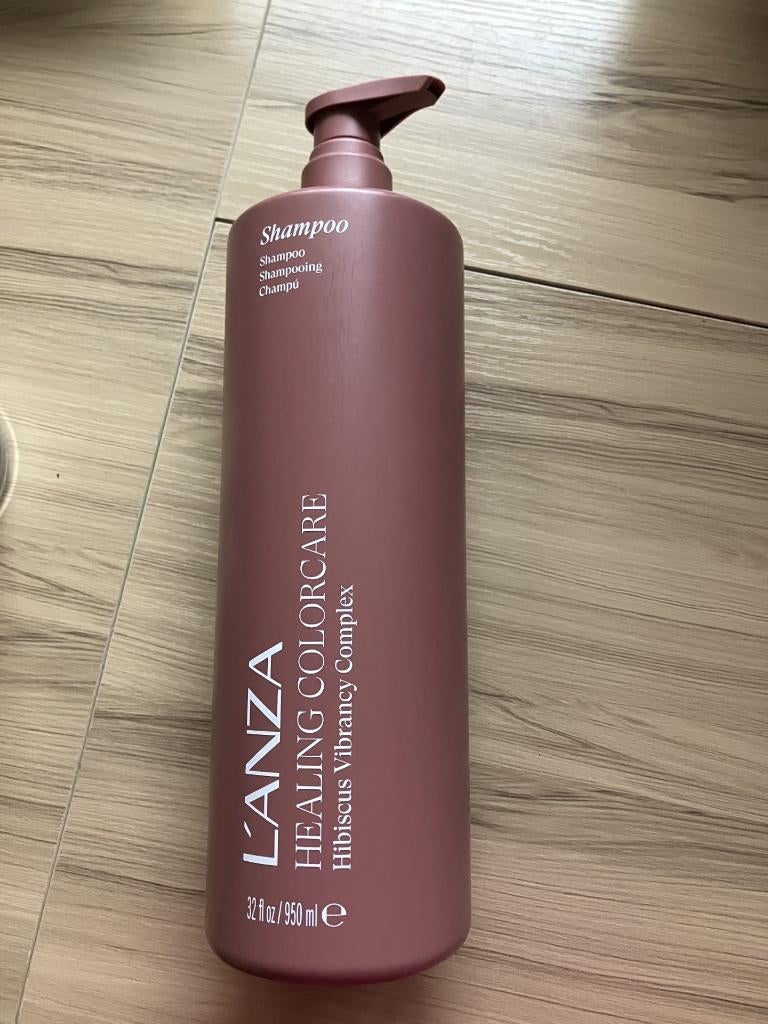 Shampoo
Shampoo
Shampooing
Champú
L'ANZA
HEALING COLORCARE
Hibiscus Vibrancy Complex
32 fl oz / 950 ml ℮